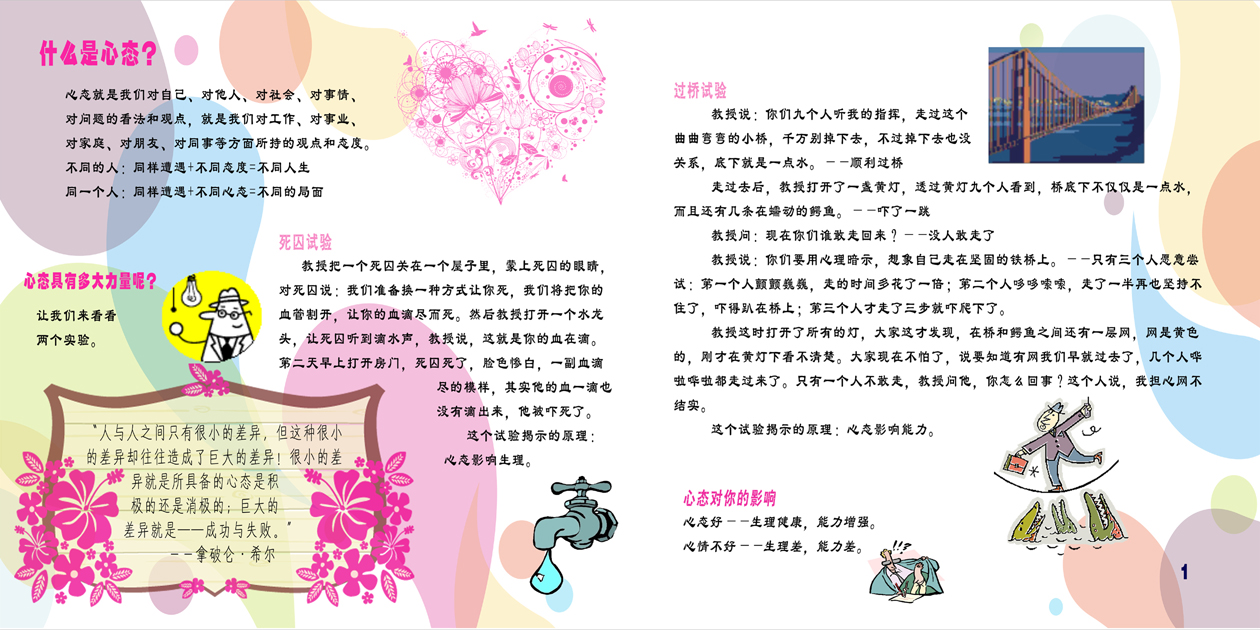 什么是心态？
心态就是我们对自己、对他人、对社会、对事情、
对问题的看法和观点，就是我们对工作、对事业、
对家庭、对朋友、对同事等方面所持的观点和态度。
不同的人：同样遭遇+不同态度=不同人生
同一个人：同样遭遇+不同心态=不同的局面
心态具有多大力量呢？
让我们来看看
两个实验。
死囚试验
教授把一个死囚关在一个屋子里，蒙上死囚的眼睛，
对死囚说：我们准备换一种方式让你死，我们将把你的
血管割开，让你的血滴尽而死。然后教授打开一个水龙
头，让死囚听到滴水声，教授说，这就是你的血在滴。
第二天早上打开房门，死囚死了，脸色惨白，一副血滴
尽的模样，其实他的血一滴也
没有滴出来，他被吓死了。
这个试验揭示的原理：
心态影响生理。
“人与人之间只有很小的差异，但这种很小
的差异却往往造成了巨大的差异！很小的差
异就是所具备的心态是积
极的还是消极的；巨大的
差异就是——成功与失败。”
－－拿破仑·希尔
过桥试验
教授说：你们九个人听我的指挥，走过这个
曲曲弯弯的小桥，千万别掉下去，不过掉下去也没
关系，底下就是一点水。－－顺利过桥
走过去后，教授打开了一盏黄灯，透过黄灯九个人看到，桥底下不仅仅是一点水，
而且还有几条在蠕动的鳄鱼。－－吓了一跳
教授问：现在你们谁敢走回来？－－没人敢走了
教授说：你们要用心理暗示，想象自己走在坚固的铁桥上。－－只有三个人愿意尝
试：第一个人颤颤巍巍，走的时间多花了一倍；第二个人哆哆嗦嗦，走了一半再也坚持不
住了，吓得趴在桥上；第三个人才走了三步就吓爬下了。
教授这时打开了所有的灯，大家这才发现，在桥和鳄鱼之间还有一层网，网是黄色
的，刚才在黄灯下看不清楚。大家现在不怕了，说要知道有网我们早就过去了，几个人哗
啦哗啦都走过来了。只有一个人不敢走，教授问他，你怎么回事？这个人说，我担心网不
结实。
这个试验揭示的原理：心态影响能力。
心态对你的影响
心态好－－生理健康，能力增强。
心情不好－－生理差，能力差。
!!?
1